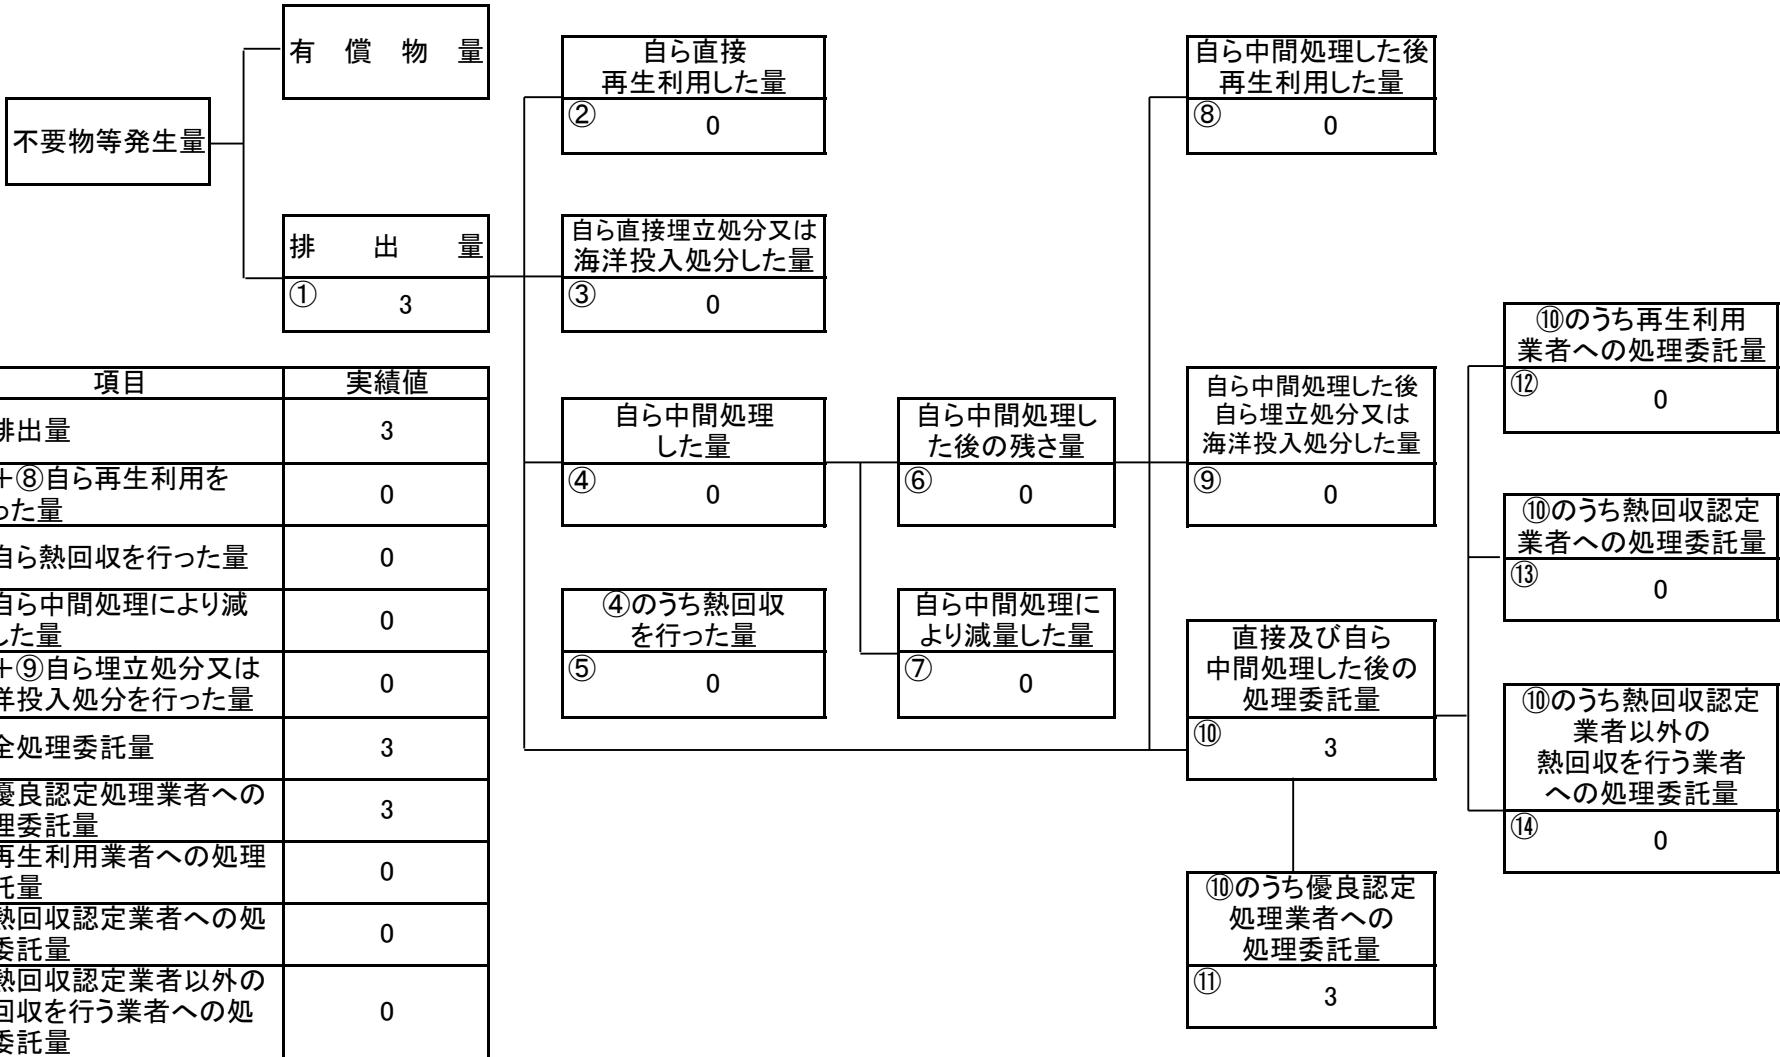 有償物量
不要物等発生量
排出量
① 3
自ら直接
再生利用した量
② 0
自ら直接埋立処分又は
海洋投入処分した量
③ 0
自ら中間処理
した量
④ 0
④のうち熱回収
を行った量
⑤ 0
自ら中間処理し
た後の残さ量
⑥ 0
自ら中間処理に
より減量した量
⑦ 0
自ら中間処理した後
再生利用した量
⑧ 0
自ら中間処理した後
自ら埋立処分又は
海洋投入処分した量
⑨ 0
直接及び自ら
中間処理した後の
処理委託量
⑩ 3
⑩のうち優良認定
処理業者への
処理委託量
⑪ 3
⑩のうち再生利用
業者への処理委託量
⑫ 0
⑩のうち熱回収認定
業者への処理委託量
⑬ 0
⑩のうち熱回収認定
業者以外の
熱回収を行う業者
への処理委託量
⑭ 0
項目 実績値
排出量 3
+⑧自ら再生利用を
った量 0
自ら熱回収を行った量 0
自ら中間処理により減
した量 0
+⑨自ら埋立処分又は
洋投入処分を行った量 0
全処理委託量 3
優良認定処理業者への
理委託量 3
再生利用業者への処理
託量 0
熱回収認定業者への処
委託量 0
熱回収認定業者以外の
回収を行う業者への処
委託量 0